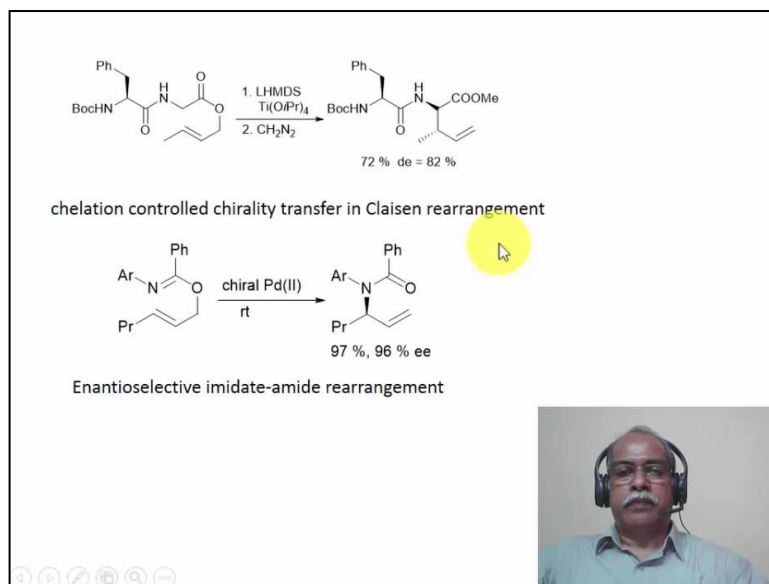 Ph
BocHN
H
N
O
O
O
1. LHMDS
Ti(OiPr)4
2. CH2N2
Ph
BocHN
H
N
O
COOMe
72 % de = 82 %
chelation controlled chirality transfer in Claisen rearrangement
Ph
Ar
N
O
Pr
chiral Pd(II)
rt
Ph
Ar
N
O
Pr
97 %, 96 % ee
Enantioselective imidate-amide rearrangement